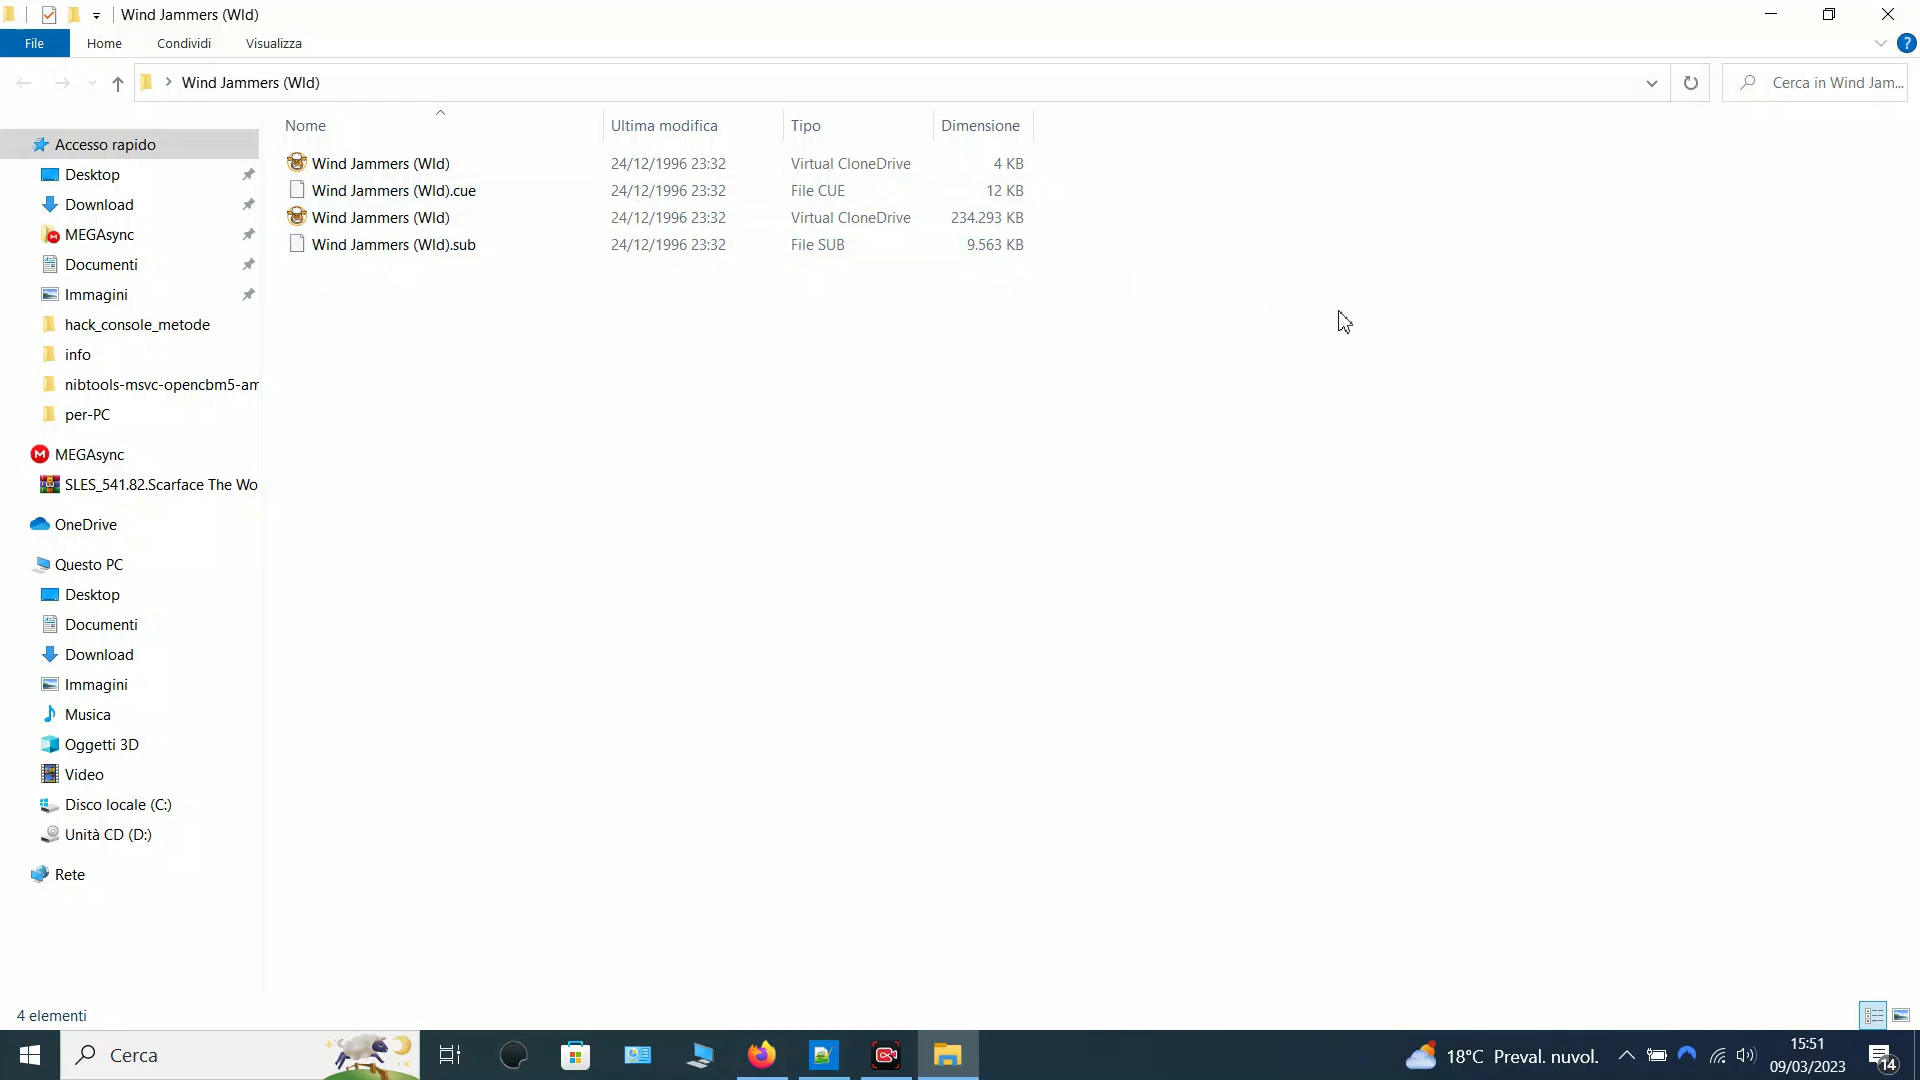 Wind Jammers (Wld)
File Home Condividi Visualizza
Wind Jammers (Wld)
Cerca in Wind Jam...
Nome Ultima modifica Tipo Dimensione
Wind Jammers (Wld) 24/12/1996 23:32 Virtual CloneDrive 4 KB
Wind Jammers (Wld).cue 24/12/1996 23:32 File CUE 12 KB
Wind Jammers (Wld) 24/12/1996 23:32 Virtual CloneDrive 234.293 KB
Wind Jammers (Wld).sub 24/12/1996 23:32 File SUB 9.563 KB
Accesso rapido
Desktop
Download
MEGAsync
Documenti
Immagini
hack_console_metode
info
nibtools-msvc-opencbm5-am
per-PC
MEGAsync
SLES_541.82.Scarface The Wo
OneDrive
Questo PC
Desktop
Documenti
Download
Immagini
Musica
Oggetti 3D
Video
Disco locale (C:)
Unità CD (D:)
Rete
4 elementi
Cerca
18°C Preval. nuvol.
15:51
09/03/2023
14